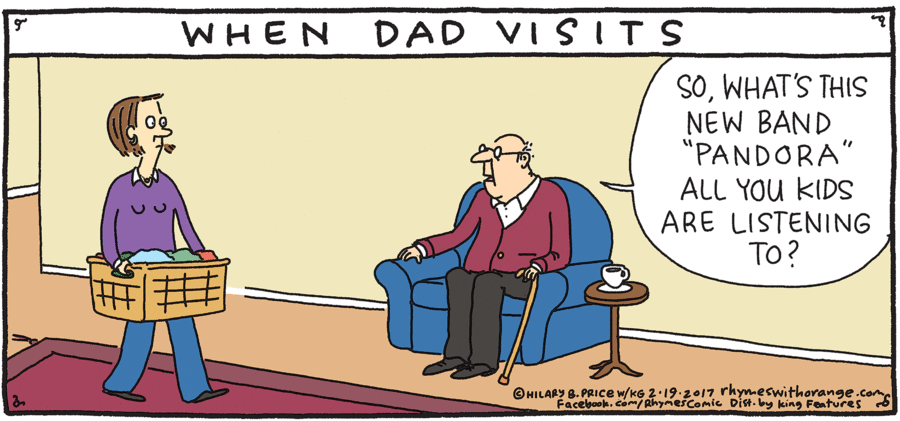 WHEN DAD VISITS
SO, WHAT'S THIS
NEW BAND
"PANDORA"
ALL YOU KIDS
ARE LISTENING
TO?
©HILARY B. PRICE W/KG 2·19·2017 rhymeswithorange.com
Facebook.com/RhymesComic Dist. by King Features